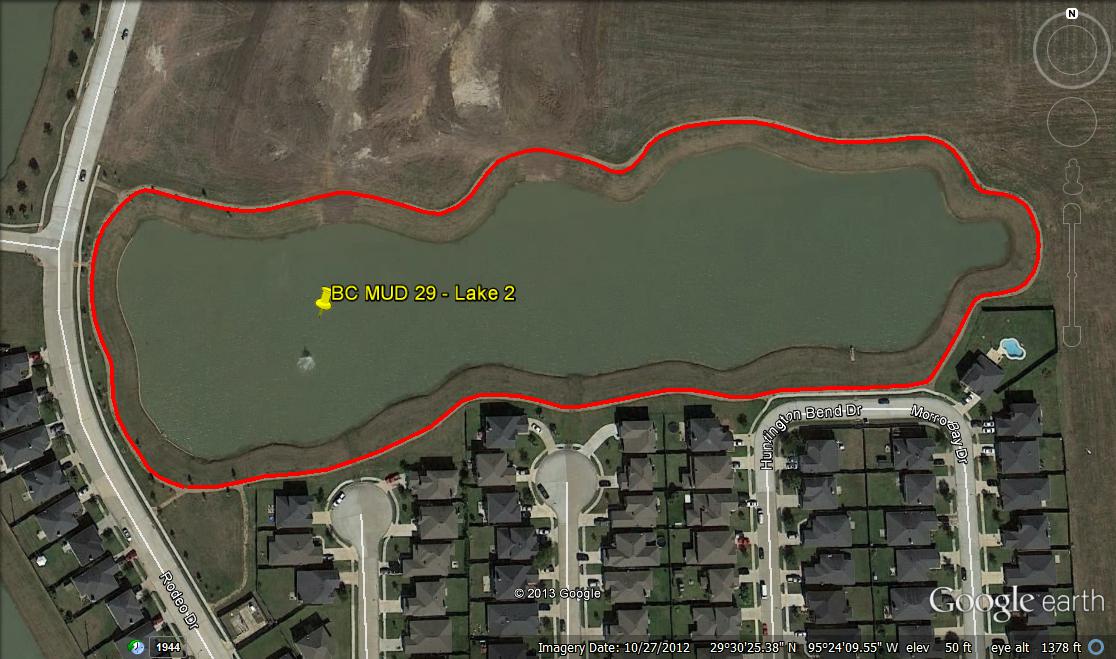 N
BC MUD 29 - Lake 2
Huntington Bend Dr
Morro Bay Dr
Rodeo Dr
© 2013 Google
Google earth
1944
Imagery Date: 10/27/2012 29°30'25.38" N 95°24'09.55" W elev 50 ft eye alt 1378 ft